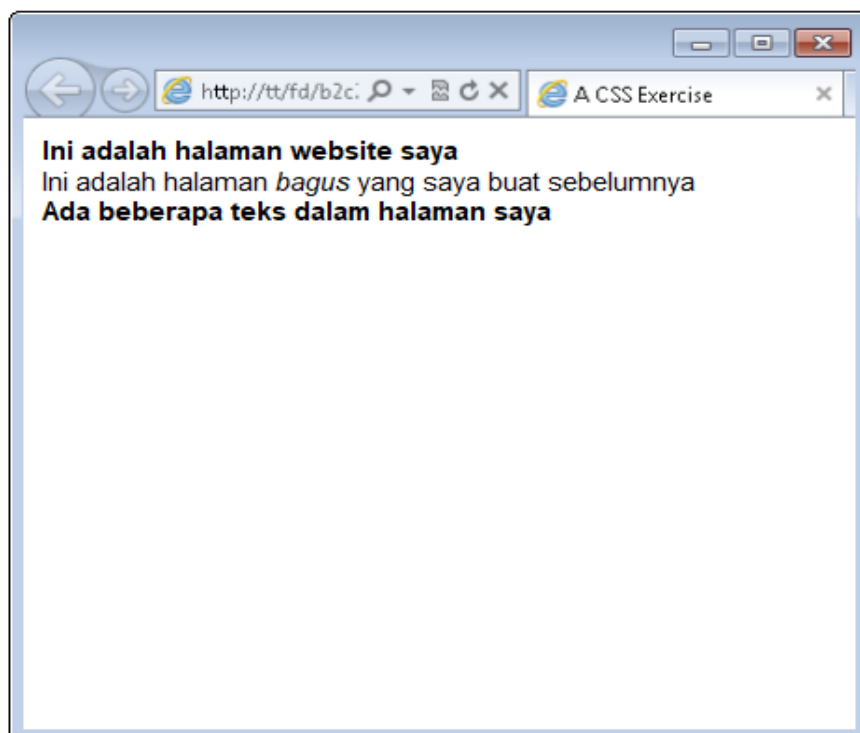 http://tt/fd/b2c
A CSS Exercise
Ini adalah halaman website saya
Ini adalah halaman bagus yang saya buat sebelumnya
Ada beberapa teks dalam halaman saya